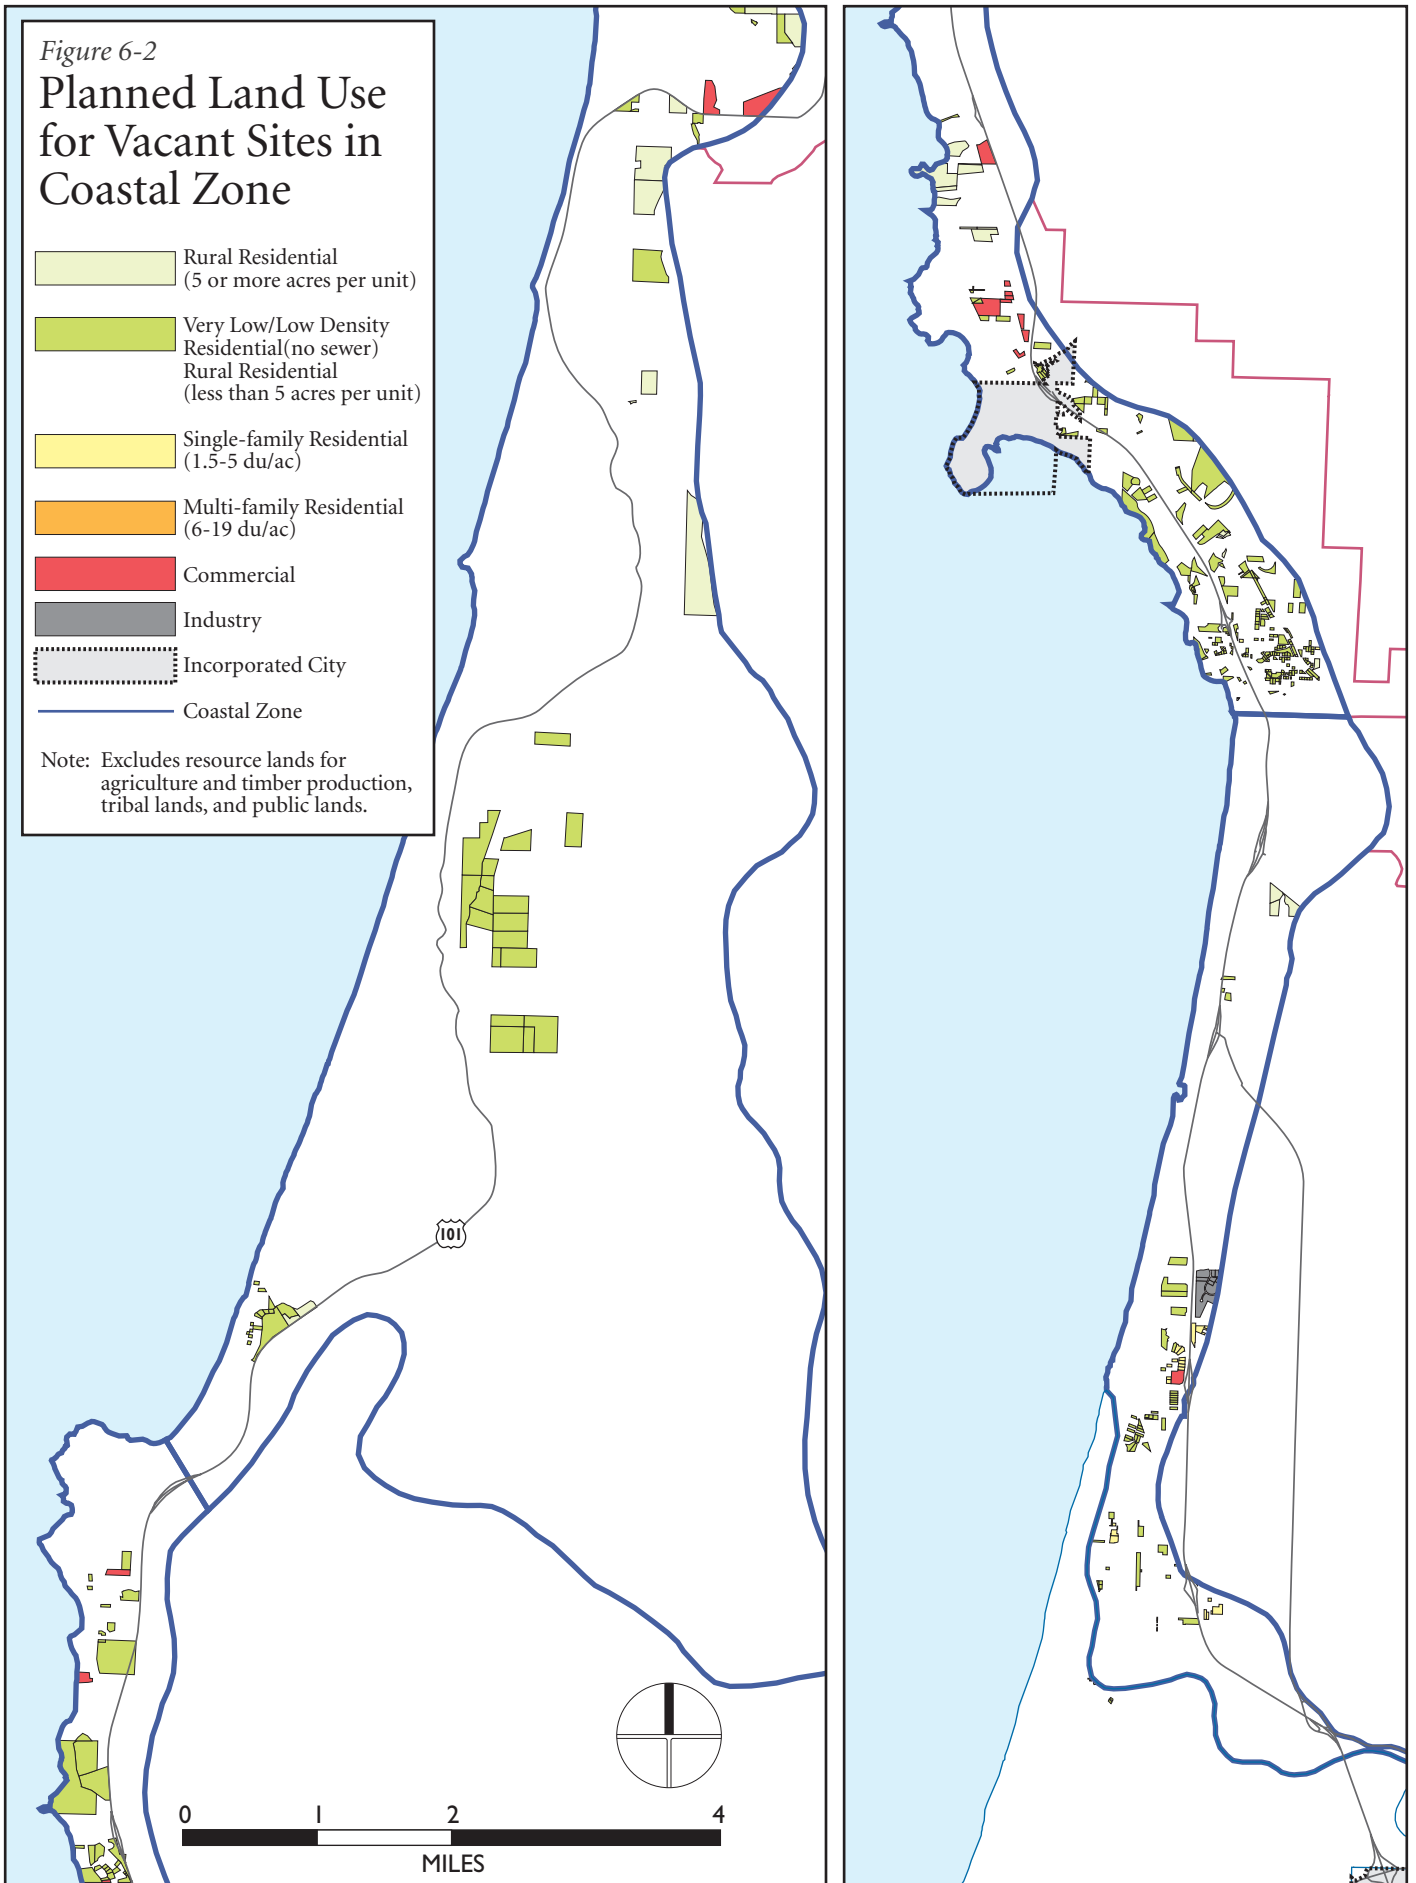 Figure 6-2
Planned Land Use
for Vacant Sites in
Coastal Zone
Rural Residential
(5 or more acres per unit)
Very Low/Low Density
Residential(no sewer)
Rural Residential
(less than 5 acres per unit)
Single-family Residential
(1.5-5 du/ac)
Multi-family Residential
(6-19 du/ac)
Commercial
Industry
Incorporated City
Coastal Zone
Note: Excludes resource lands for
agriculture and timber production,
tribal lands, and public lands.
101
0 1 2 4
MILES